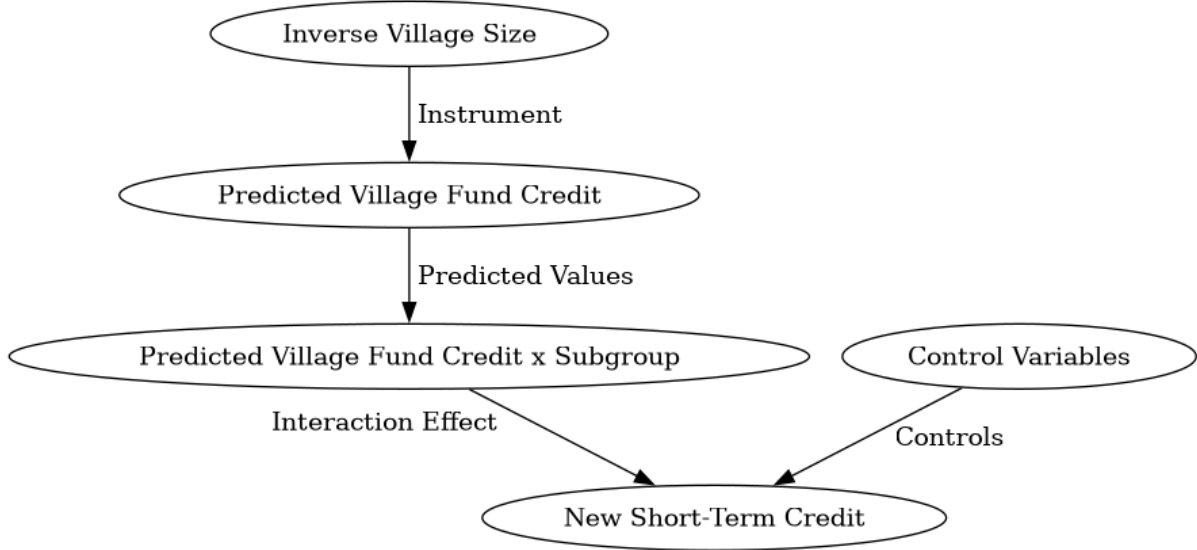 Inverse Village Size
Instrument
Predicted Village Fund Credit
Predicted Values
Predicted Village Fund Credit x Subgroup
Control Variables
Interaction Effect
Controls
New Short-Term Credit